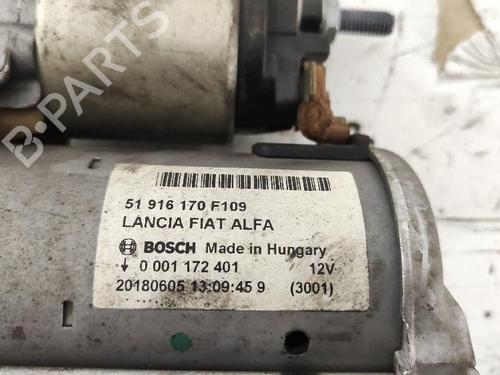 B-PARTS
51 916 170 F109
LANCIA FIAT ALFA
BOSCH Made in Hungary
0 001 172 401 12V
20180605 13:09:45 9 (3001)